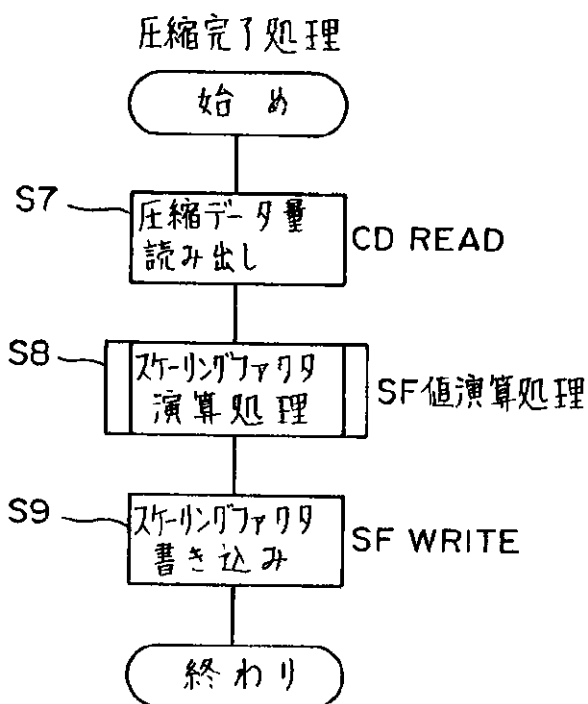 圧縮完了処理
始め
S7
圧縮データ量
読み出し
CD READ
S8
スケーリングファクタ
演算処理
SF値演算処理
S9
スケーリングファクタ
書き込み
SF WRITE
終わり